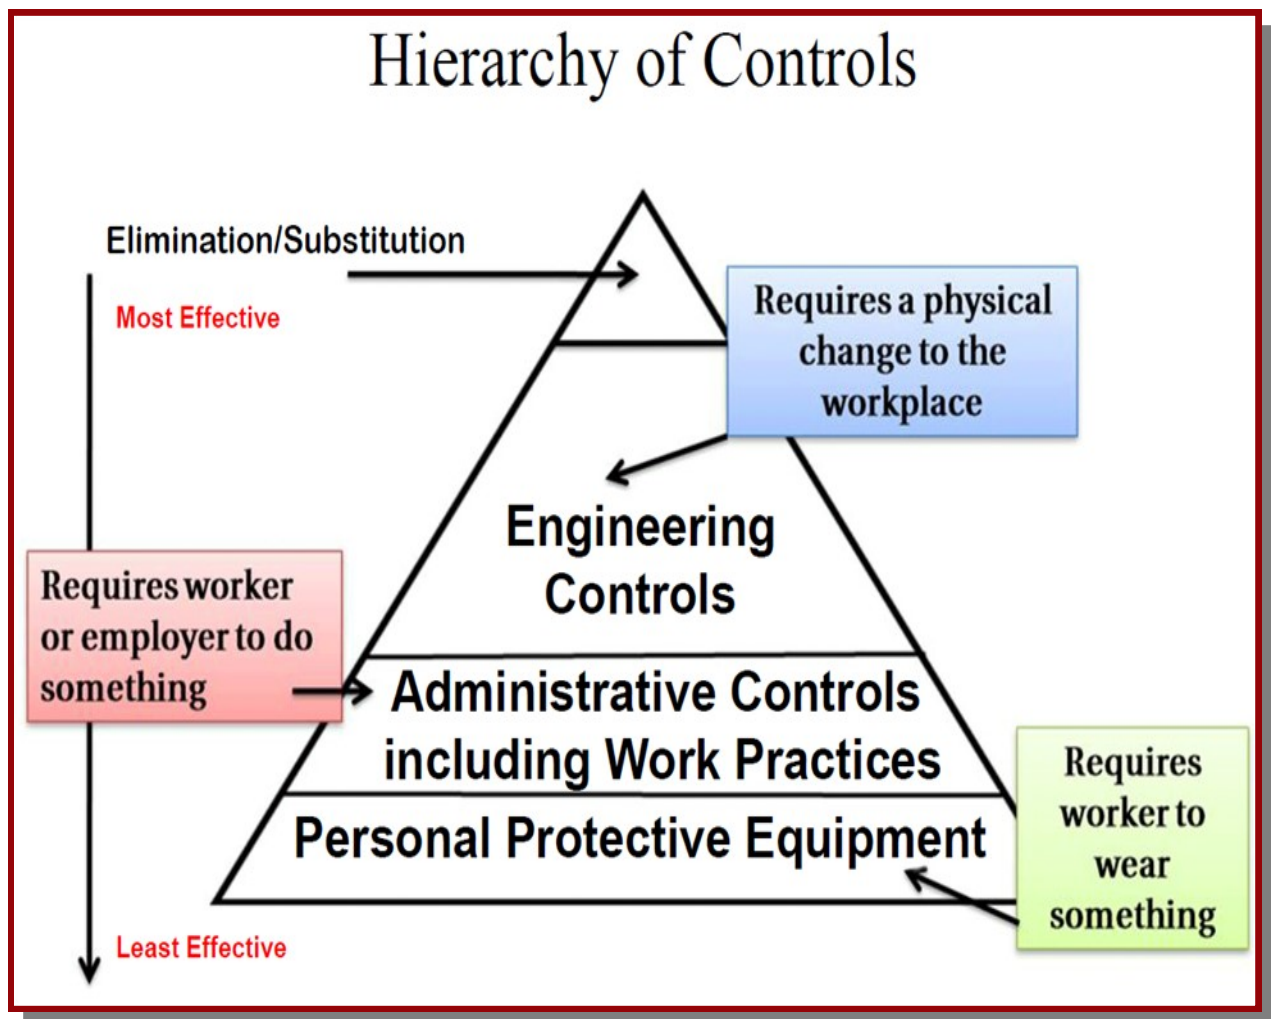 Hierarchy of Controls
Elimination/Substitution
Most Effective
Requires a physical
change to the
workplace
Engineering
Controls
Requires worker
or employer to do
something
Administrative Controls
including Work Practices
Personal Protective Equipment
Requires
worker to
wear
something
Least Effective